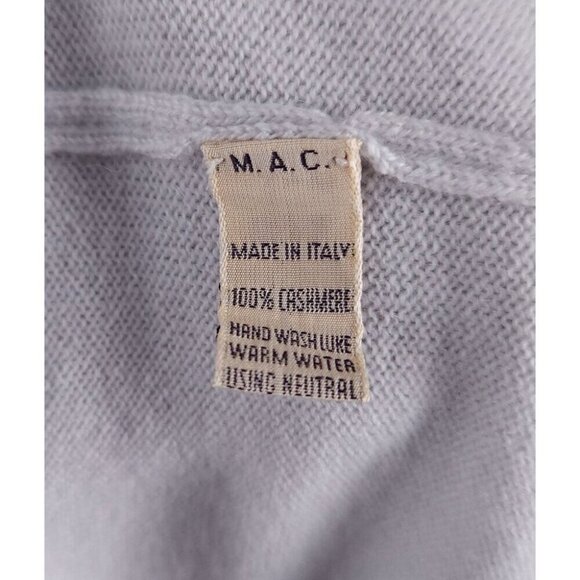 M.A.C.
MADE IN ITALY
100% CASHMERE
HAND WASH LUKE
WARM WATER
USING NEUTRAL